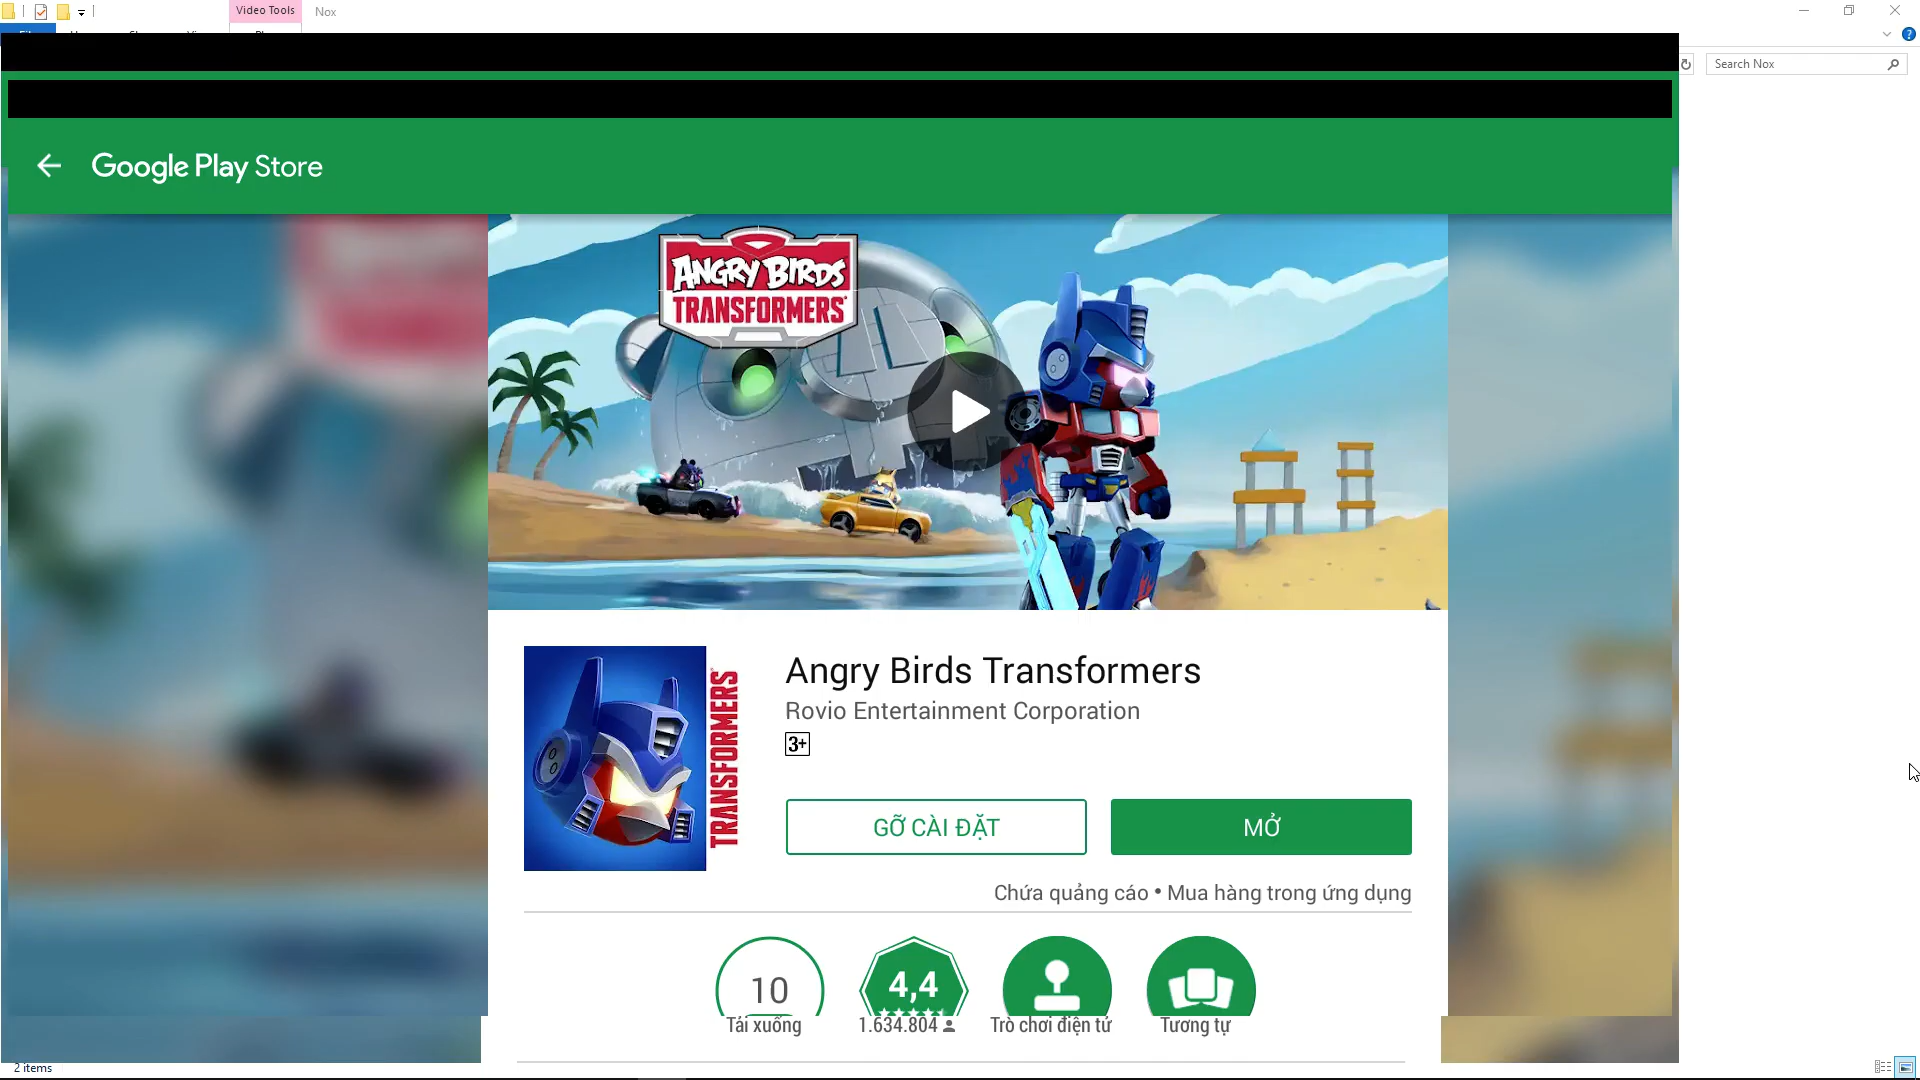 Video Tools
Nox
Search Nox
Google Play Store
ANGRY BIRDS
TRANSFORMERS
TRANSFORMERS
Angry Birds Transformers
Rovio Entertainment Corporation
3+
GỠ CÀI ĐẶT
MỞ
Chứa quảng cáo • Mua hàng trong ứng dụng
10
4,4
Tải xuống
1.634.804
Trò chơi điện tử
Tương tự
2 items